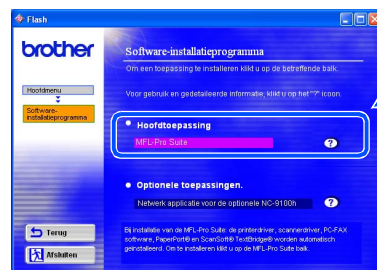 Flash
brother
Software-installatieprogramma
Om een toepassing te installeren klikt u op de betreffende balk.
Hoofdmenu
Voor gebruik en gedetaileerde informatie, klikt u op het "?" icoon.
Software-
installatieprogramma
Hoofdtoepassing
MFL-Pro Suite
?
Optionele toepassingen.
Netwerk applicatie voor de optionele NC-9100h
?
Terug
Bij installatie van de MFL-Pro Suite: de printerdriver, scannerdriver, PC-FAX
software, PaperPort® en ScanSoft® TextBridge® worden automatisch
geïnstalleerd. Om te installeren klikt u op de MFL-Pro Suite balk.
Afsluiten